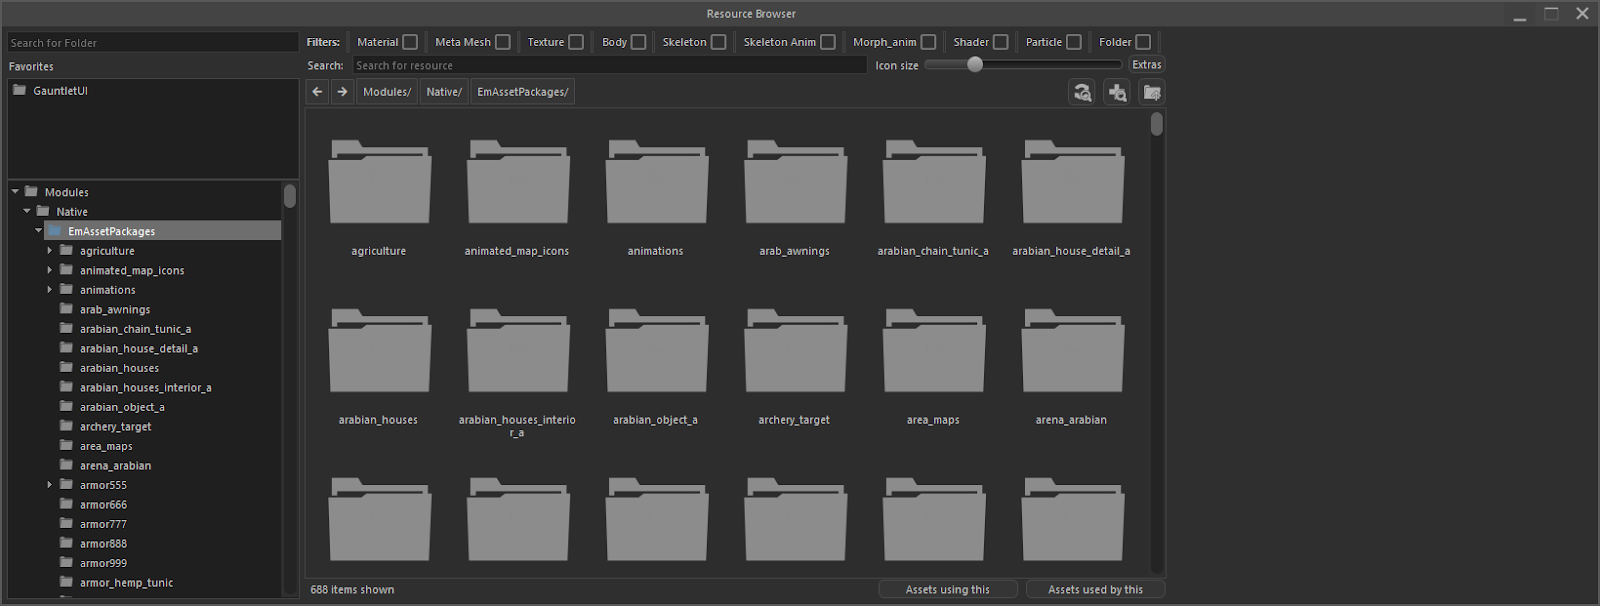 Resource Browser
Search for Folder
Favorites
GauntletUI
Modules
Native
EmAssetPackages
agriculture
animated_map_icons
animations
arab_awnings
arabian_chain_tunic_a
arabian_house_detail_a
arabian_houses
arabian_houses_interior_a
arabian_object_a
archery_target
area_maps
arena_arabian
armor555
armor666
armor777
armor888
armor999
armor_hemp_tunic
Filters: Material Meta Mesh Texture Body Skeleton Skeleton Anim Morph_anim Shader Particle Folder
Search: Search for resource Icon size Extras
Modules/ Native/ EmAssetPackages/
agriculture animated_map_icons animations arab_awnings arabian_chain_tunic_a arabian_house_detail_a
arabian_houses arabian_houses_interio arabian_object_a archery_target area_maps arena_arabian
r_a
688 items shown Assets using this Assets used by this